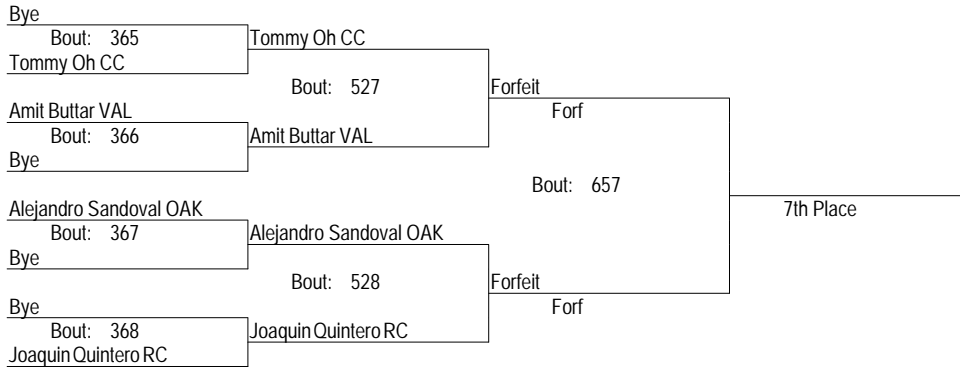 Bye
Bout: 365
Tommy Oh CC
Tommy Oh CC
Bout: 527
Forfeit
Forf
Amit Buttar VAL
Bout: 366
Amit Buttar VAL
Bye
Bout: 657
7th Place
Alejandro Sandoval OAK
Bout: 367
Alejandro Sandoval OAK
Bye
Bout: 528
Forfeit
Forf
Bye
Bout: 368
Joaquin Quintero RC
Joaquin Quintero RC